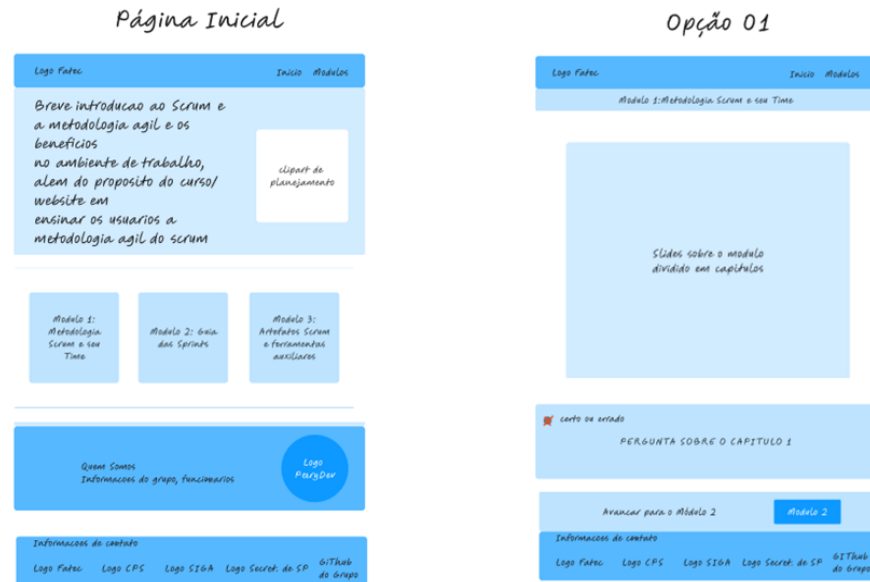 Página Inicial
Logo Fatec
Inicio Modulos
Breve introducao ao Scrum e
a metodologia agil e os
beneficios
no ambiente de trabalho,
alem do proposito do curso/
website em
ensinar os usuarios a
metodologia agil do scrum
clipart de
planejamento
Modulo 1:
Metodologia
Scrum e seu
Time
Modulo 2: Guia
das Sprints
Modulo 3:
Artefatos Scrum
e ferramentas
auxiliares
Quem Somos
Informacoes do grupo, funcionarios
Logo
PeixyDev
Informacoes de contato
Logo Fatec Logo CPS Logo SIGA Logo Secret. de SP GiThub
do Grupo
Opção 01
Logo Fatec
Inicio Modulos
Modulo 1:Metodologia Scrum e seu Time
Slides sobre o modulo
dividido em capitulos
certo ou errado
PERGUNTA SOBRE O CAPITULO 1
Avancar para o Módulo 2
Modulo 2
Informacoes de contato
Logo Fatec Logo CPS Logo SIGA Logo Secret. de SP GIThub
do Grupo